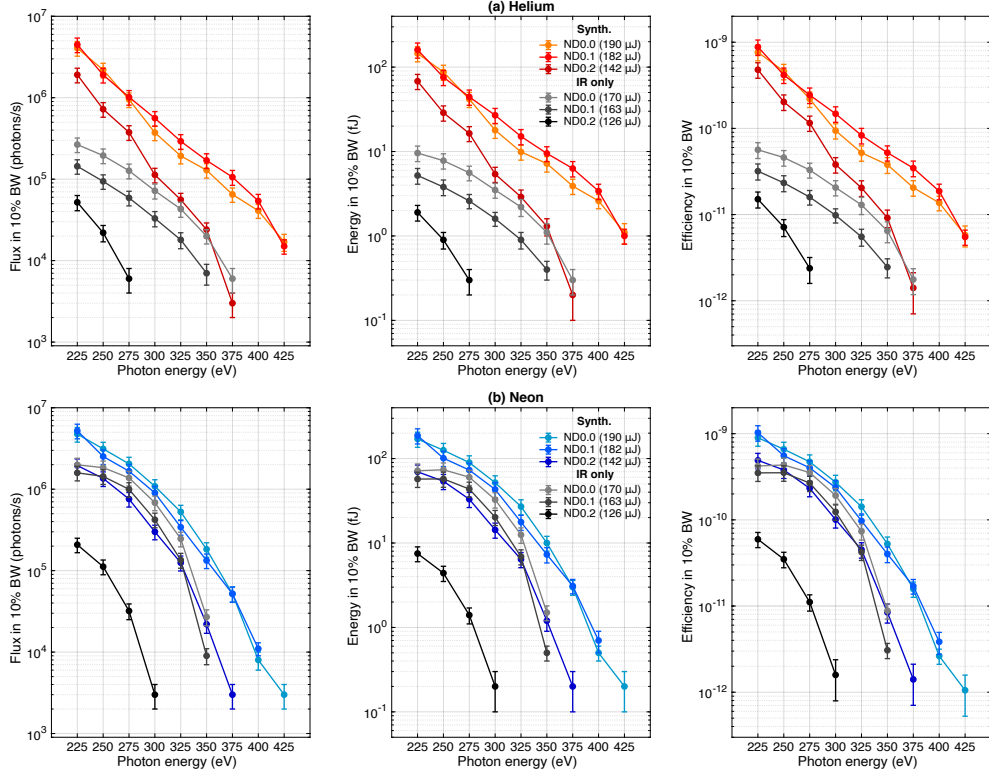 (a) Helium
Flux in 10% BW (photons/s)
10^7
10^6
10^5
10^4
10^3
225 250 275 300 325 350 375 400 425
Photon energy (eV)
Energy in 10% BW (fJ)
10^2
10^1
10^0
10^-1
Synth.
ND0.0 (190 µJ)
ND0.1 (182 µJ)
ND0.2 (142 µJ)
IR only
ND0.0 (170 µJ)
ND0.1 (163 µJ)
ND0.2 (126 µJ)
225 250 275 300 325 350 375 400 425
Photon energy (eV)
Efficiency in 10% BW
10^-9
10^-10
10^-11
10^-12
225 250 275 300 325 350 375 400 425
Photon energy (eV)
(b) Neon
Flux in 10% BW (photons/s)
10^7
10^6
10^5
10^4
10^3
225 250 275 300 325 350 375 400 425
Photon energy (eV)
Energy in 10% BW (fJ)
10^2
10^1
10^0
10^-1
Synth.
ND0.0 (190 µJ)
ND0.1 (182 µJ)
ND0.2 (142 µJ)
IR only
ND0.0 (170 µJ)
ND0.1 (163 µJ)
ND0.2 (126 µJ)
225 250 275 300 325 350 375 400 425
Photon energy (eV)
Efficiency in 10% BW
10^-9
10^-10
10^-11
10^-12
225 250 275 300 325 350 375 400 425
Photon energy (eV)